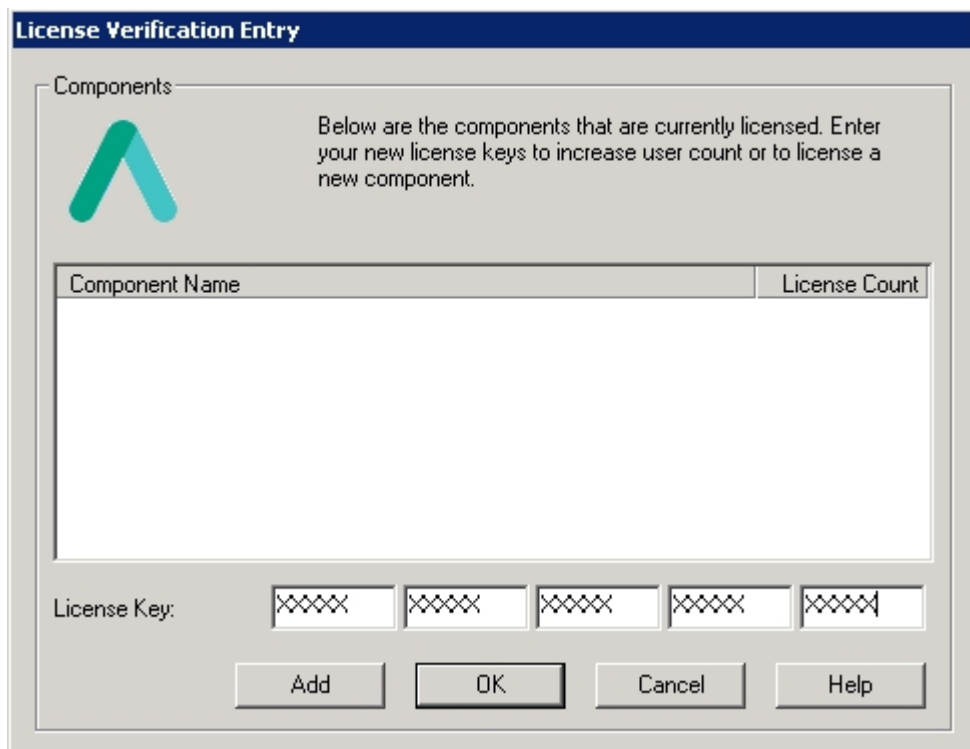 License Verification Entry
Components
Below are the components that are currently licensed. Enter
your new license keys to increase user count or to license a
new component.
Component Name License Count
License Key: XXXXX XXXXX XXXXX XXXXX XXXXX
Add OK Cancel Help